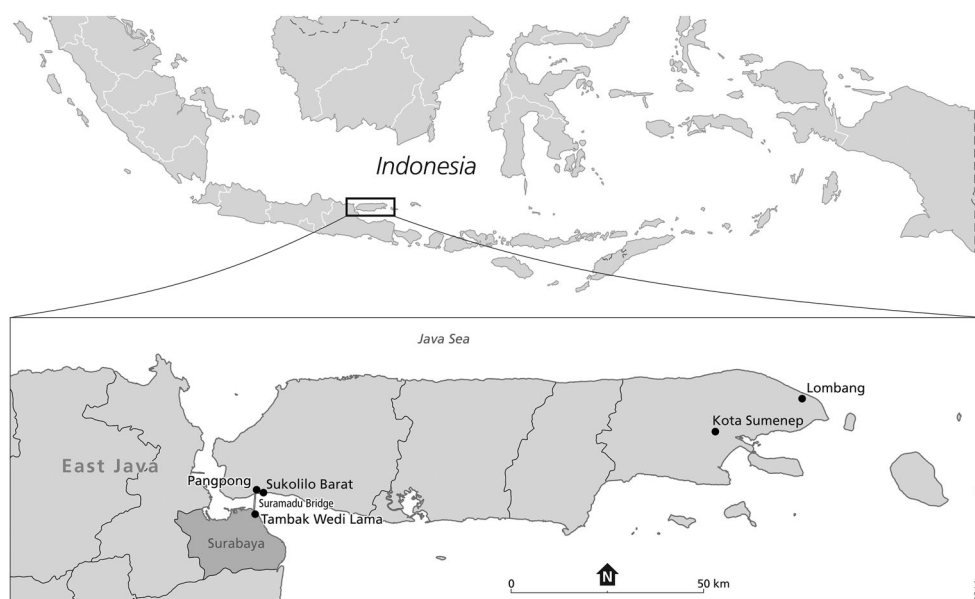 Indonesia
Java Sea
Lombang
Kota Sumenep
East Java
Pangpong
Sukolilo Barat
Suramadu Bridge
Tambak Wedi Lama
Surabaya
N
0 50 km